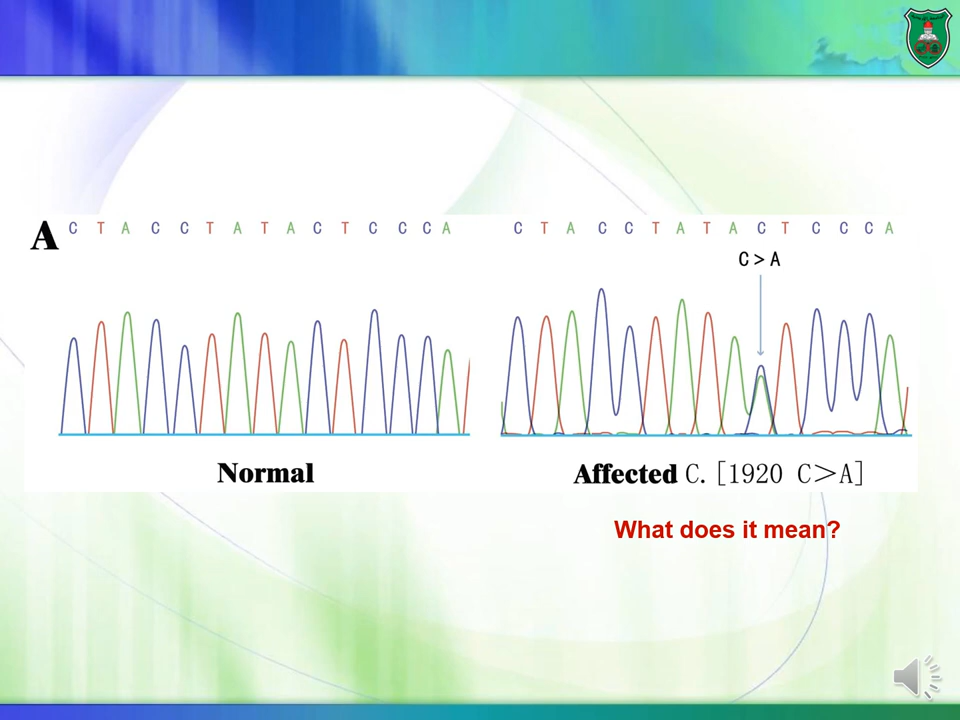 A C T A C C T A T A C T C C C A
C T A C C T A T A C T C C C A
C > A
Normal
Affected C. [1920 C>A]
What does it mean?